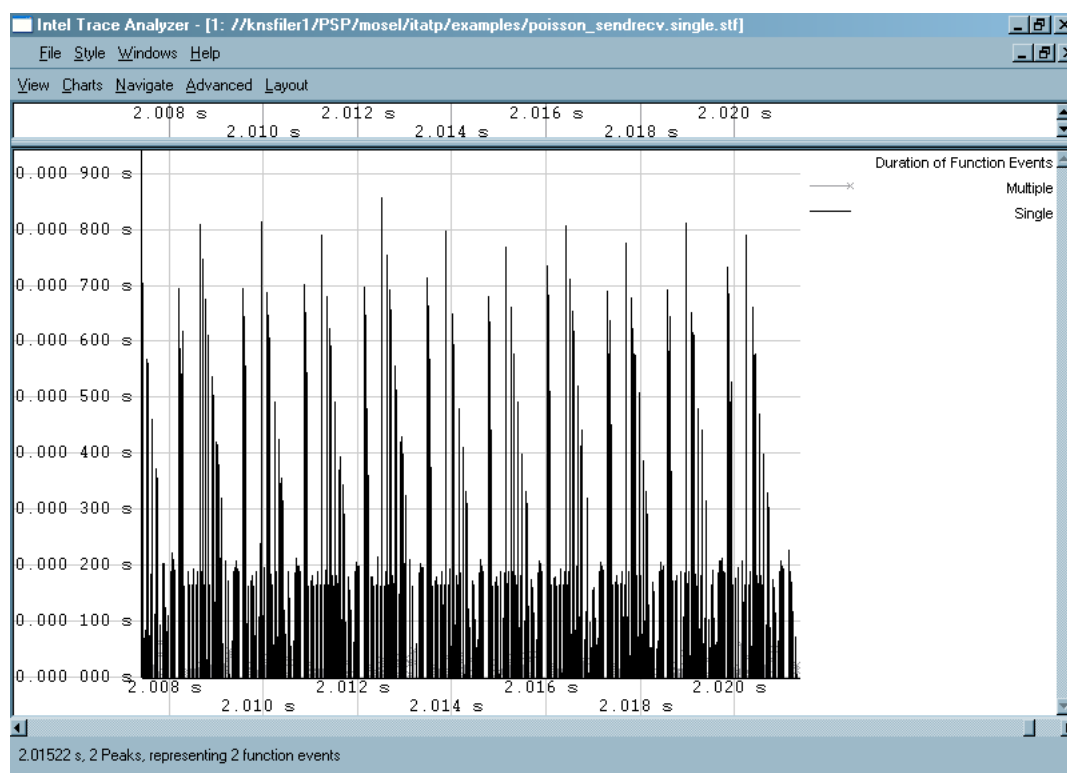 Intel Trace Analyzer - [1: //knsfiler1/PSP/mosel/itatp/examples/poisson_sendrecv.single.stf]
File Style Windows Help
View Charts Navigate Advanced Layout
2.008 s 2.012 s 2.016 s 2.020 s
2.010 s 2.014 s 2.018 s
Duration of Function Events
Multiple
Single
0.000 900 s
0.000 800 s
0.000 700 s
0.000 600 s
0.000 500 s
0.000 400 s
0.000 300 s
0.000 200 s
0.000 100 s
0.000 000 s
2.008 s 2.012 s 2.016 s 2.020 s
2.010 s 2.014 s 2.018 s
2.01522 s, 2 Peaks, representing 2 function events